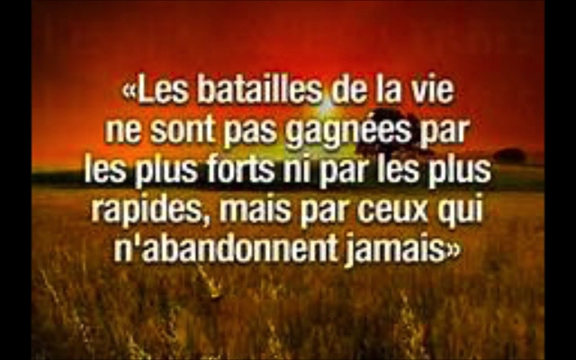 «Les batailles de la vie
ne sont pas gagnées par
les plus forts ni par les plus
rapides, mais par ceux qui
n'abandonnent jamais»